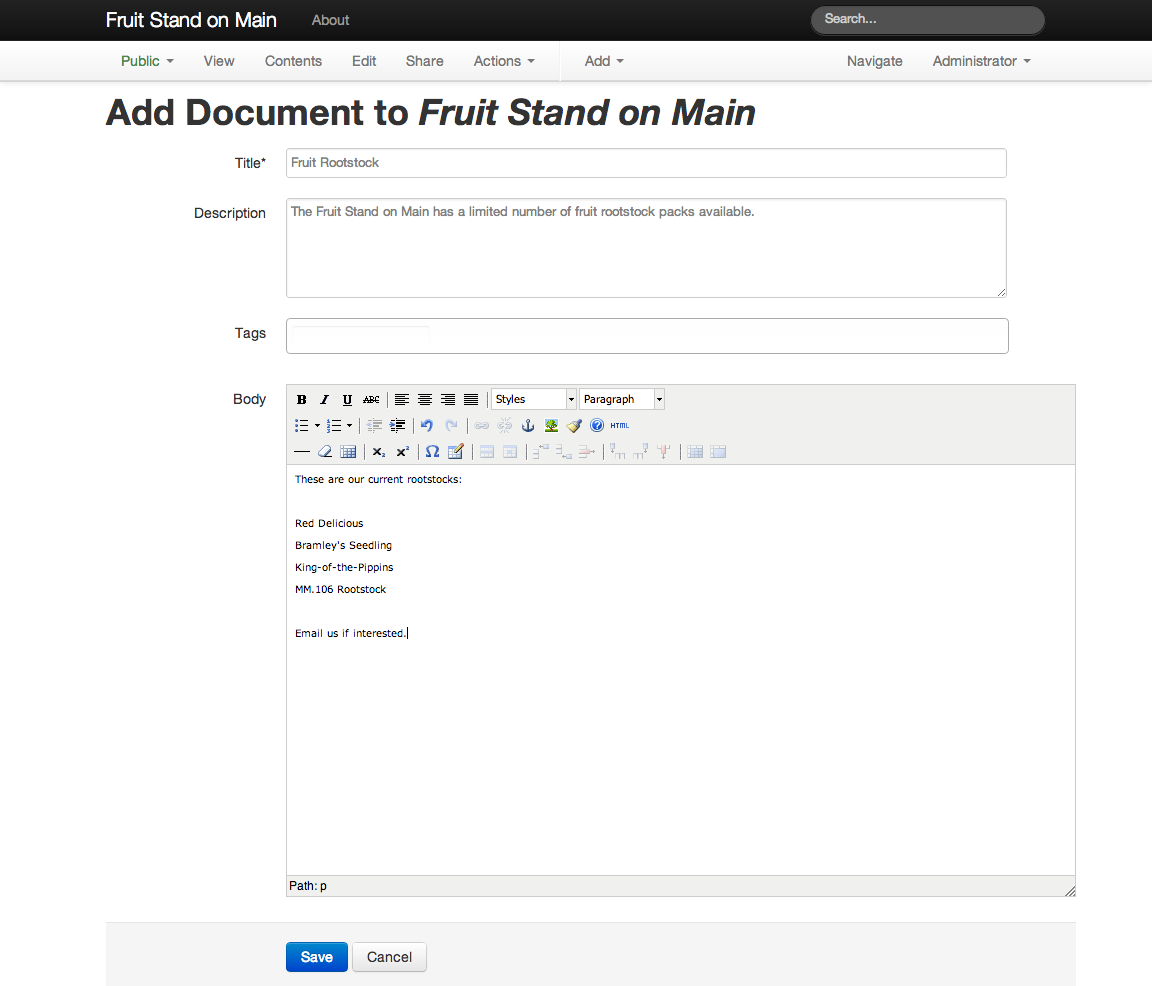 Fruit Stand on Main About Search...
Public View Contents Edit Share Actions Add Navigate Administrator
Add Document to Fruit Stand on Main
Title* Fruit Rootstock
Description The Fruit Stand on Main has a limited number of fruit rootstock packs available.
Tags
Body B I U ABC Styles Paragraph
HTML
x₂ x² Ω
These are our current rootstocks:
Red Delicious
Bramley's Seedling
King-of-the-Pippins
MM.106 Rootstock
Email us if interested.
Path: p
Save Cancel